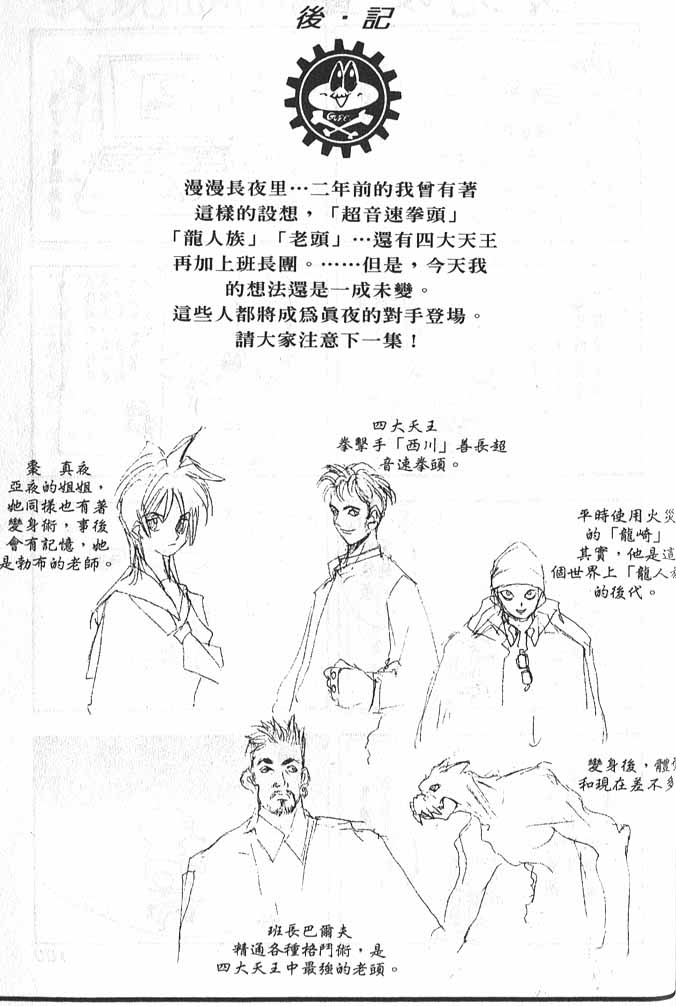 後・記
漫漫長夜里…二年前的我曾有著
這樣的設想，「超音速拳頭」
「龍人族」「老頭」…還有四大天王
再加上班長團。……但是，今天我
的想法還是一成未變。
這些人都將成爲眞夜的對手登場。
請大家注意下一集！
棗　真夜
亞夜的姐姐，
她同樣也有著
變身術，事後
會有記憶，她
是勃布的老師。
四大天王
拳擊手「西川」善長超
音速拳頭。
平時使用火災
的「龍崎」
其實，他是這
個世界上「龍人
的後代。
變身後，體
和現在差不多
班長巴爾夫
精通各種格鬥術，是
四大天王中最強的老頭。